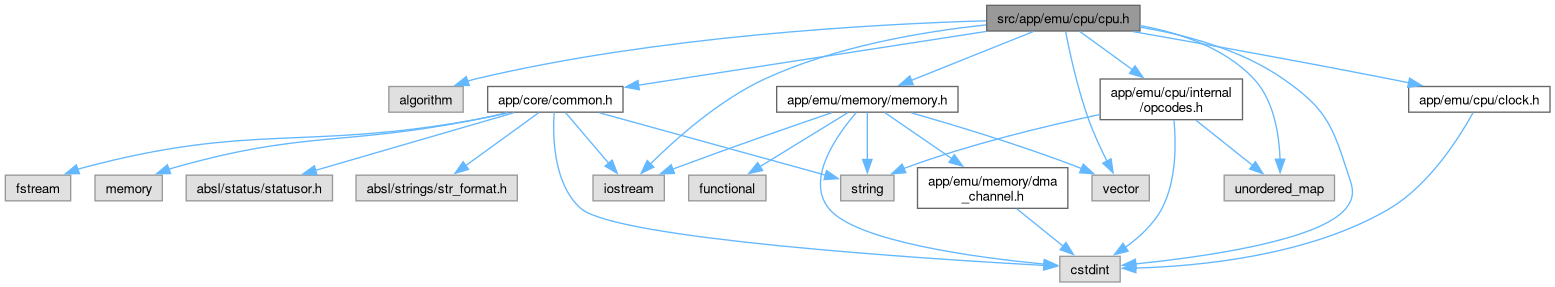 src/app/emu/cpu/cpu.h
algorithm
app/core/common.h
app/emu/memory/memory.h
app/emu/cpu/internal
/opcodes.h
app/emu/cpu/clock.h
fstream
memory
absl/status/statusor.h
absl/strings/str_format.h
iostream
functional
string
app/emu/memory/dma
_channel.h
vector
unordered_map
cstdint